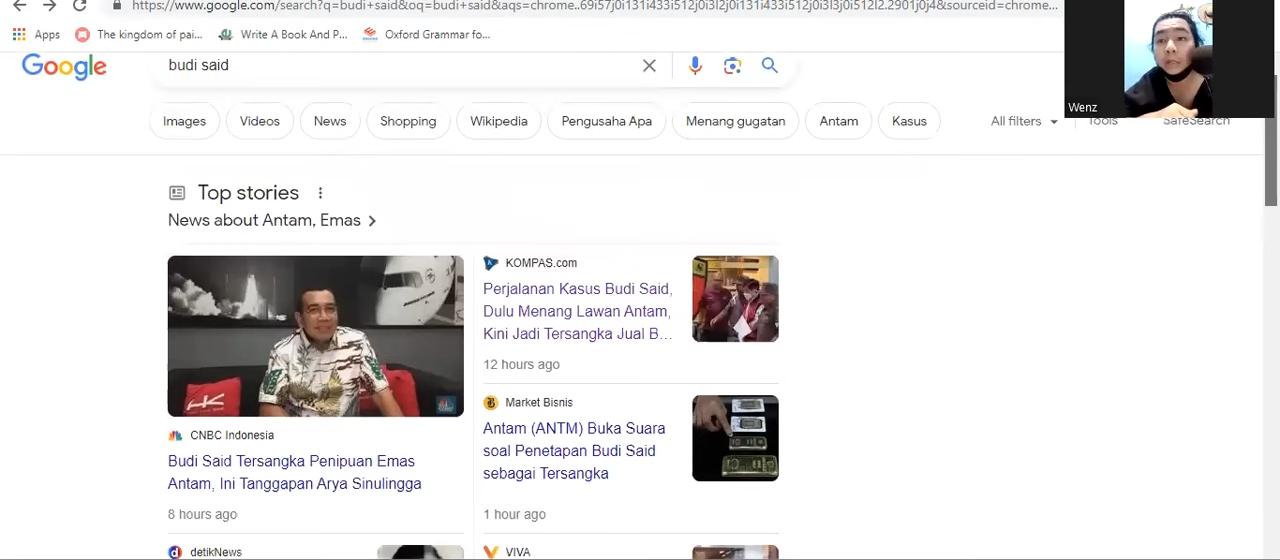 https://www.google.com/search?q=budi+said&oq=budi+said&aqs=chrome..69i57j0i131i433i512j0i3l2j0i131i433i512j0i3l3j0i512l2.2901j0j4&sourceid=chrome...
Apps
The kingdom of pai...
Write A Book And P...
Oxford Grammar fo...
Wenz
Google
budi said
Images
Videos
News
Shopping
Wikipedia
Pengusaha Apa
Menang gugatan
Antam
Kasus
All filters
Tools
SafeSearch
Top stories
News about Antam, Emas
CNBC Indonesia
Budi Said Tersangka Penipuan Emas
Antam, Ini Tanggapan Arya Sinulingga
8 hours ago
KOMPAS.com
Perjalanan Kasus Budi Said,
Dulu Menang Lawan Antam,
Kini Jadi Tersangka Jual B...
12 hours ago
Market Bisnis
Antam (ANTM) Buka Suara
soal Penetapan Budi Said
sebagai Tersangka
1 hour ago
detikNews
VIVA